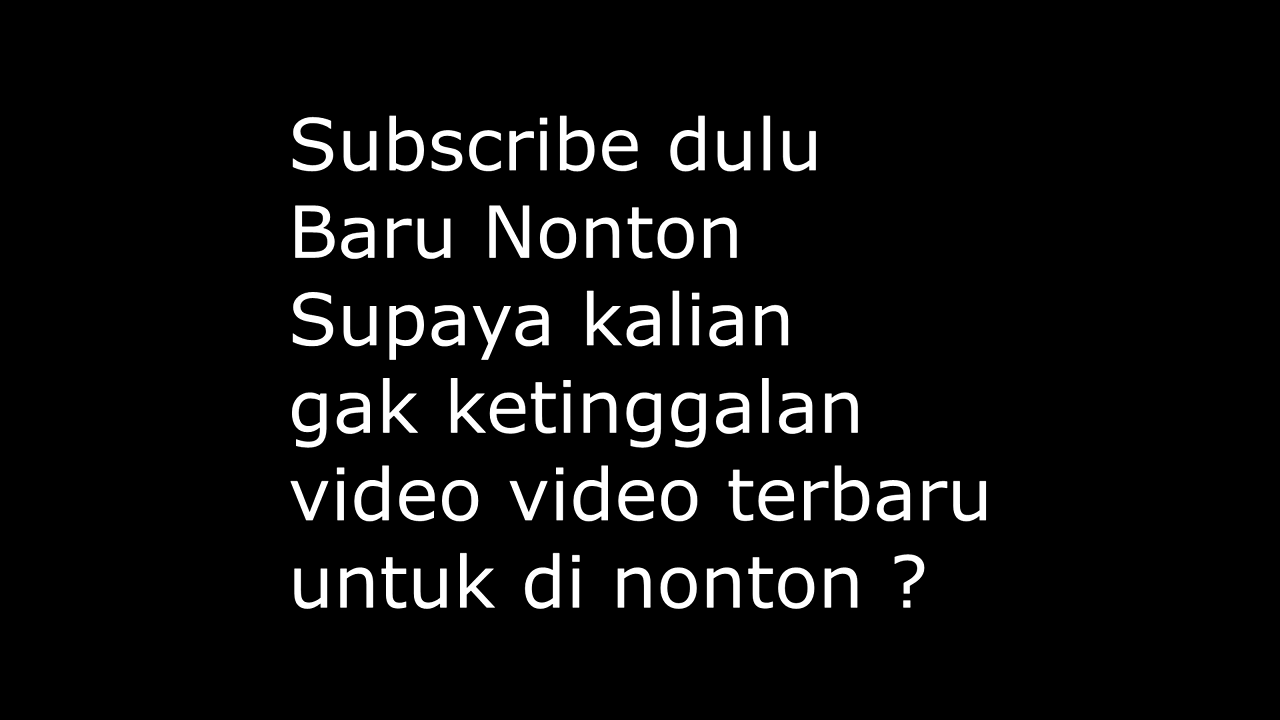 Subscribe dulu
Baru Nonton
Supaya kalian
gak ketinggalan
video video terbaru
untuk di nonton ?